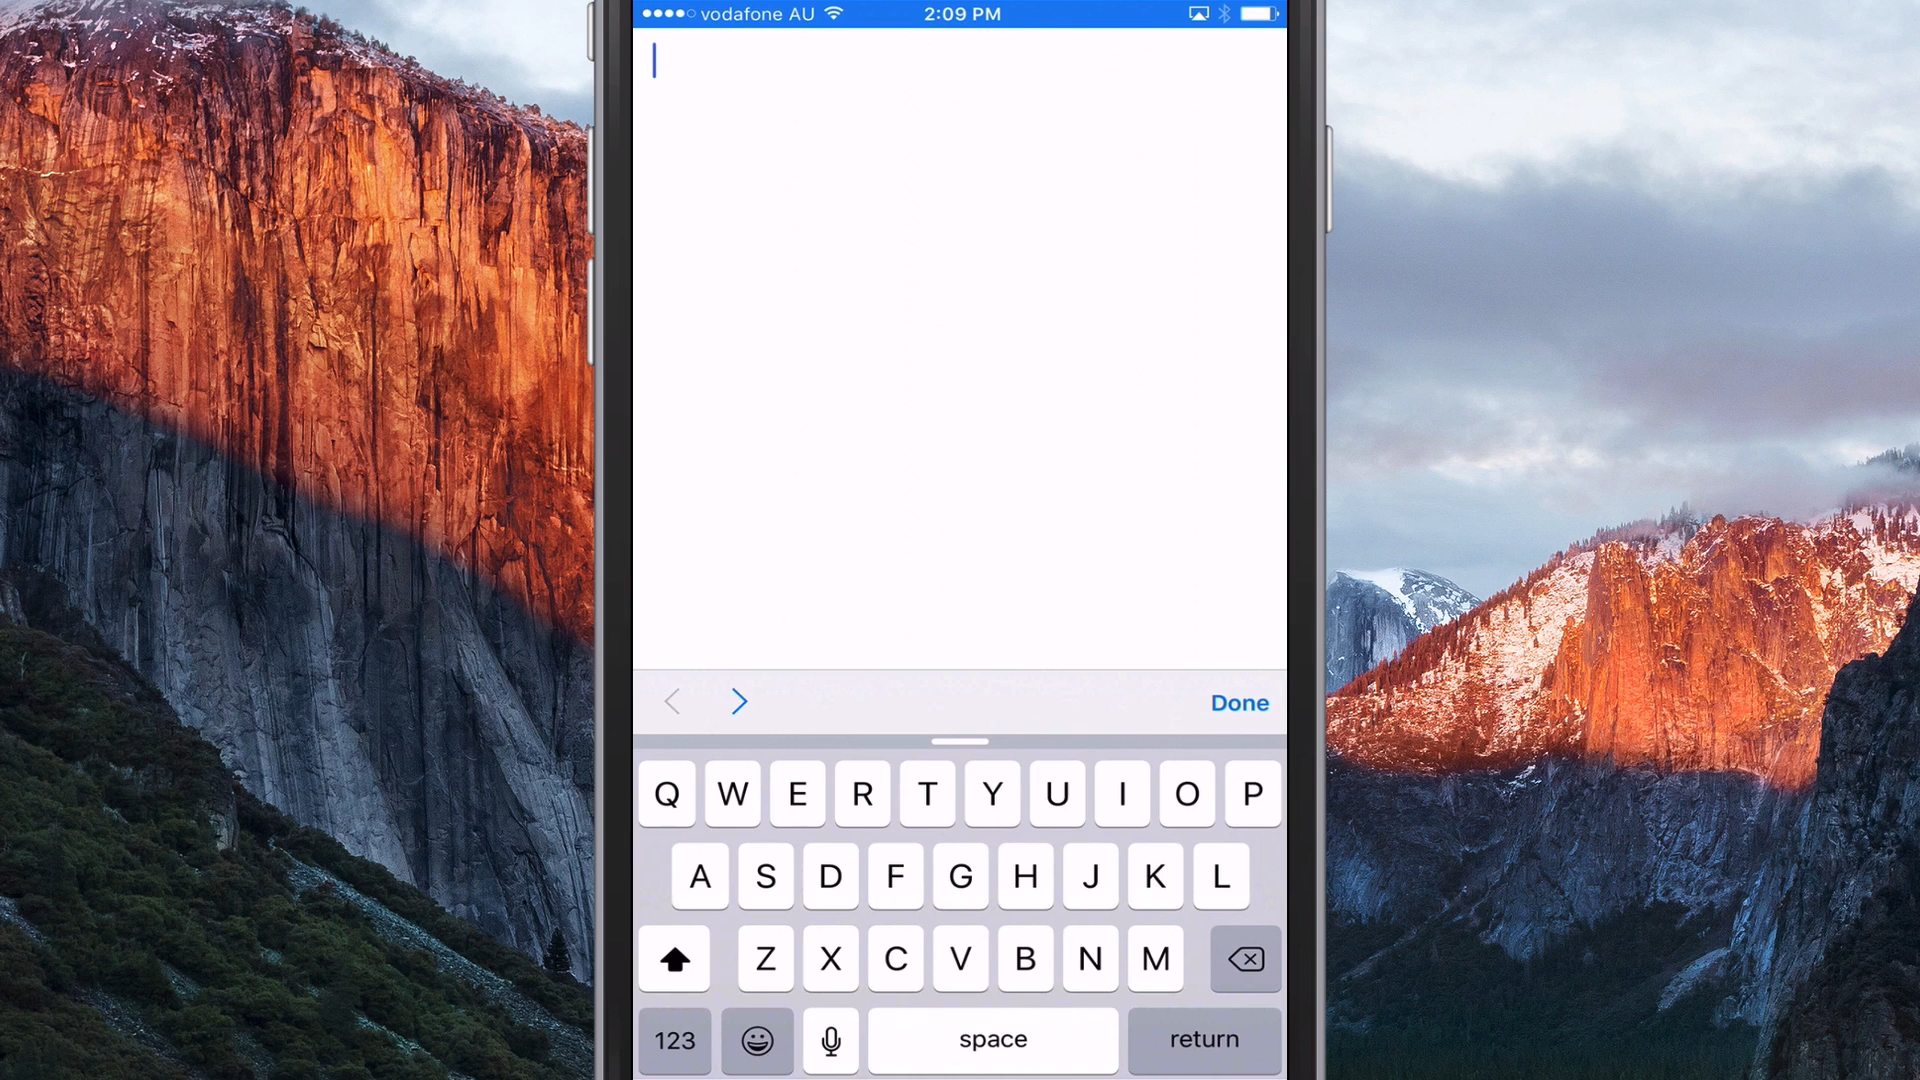 vodafone AU 2:09 PM
Done
Q W E R T Y U I O P
A S D F G H J K L
Z X C V B N M
123 space return